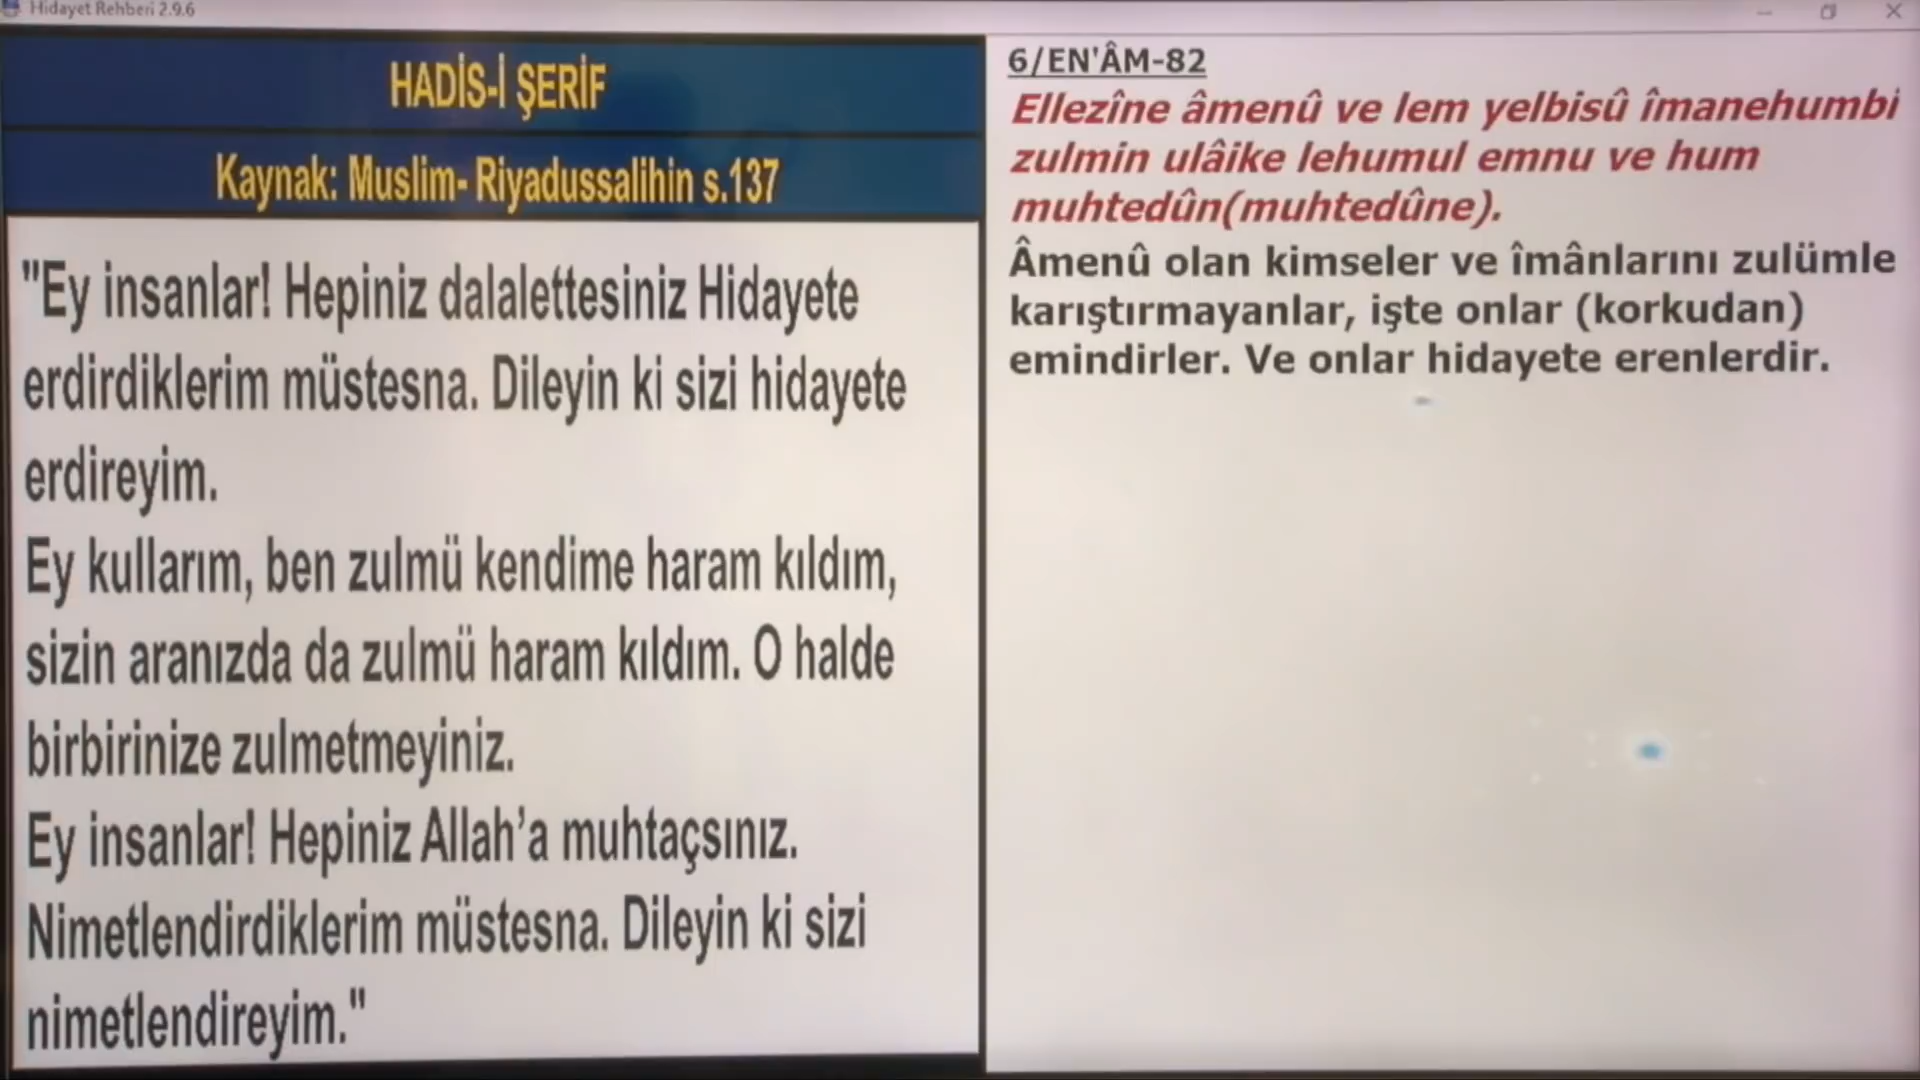 Hidayet Rehberi 2.9.6
HADİS-İ ŞERİF
Kaynak: Muslim- Riyadussalihin s.137
"Ey insanlar! Hepiniz dalalettesiniz Hidayete
erdirdiklerim müstesna. Dileyin ki sizi hidayete
erdireyim.
Ey kullarım, ben zulmü kendime haram kıldım,
sizin aranızda da zulmü haram kıldım. O halde
birbirinize zulmetmeyiniz.
Ey insanlar! Hepiniz Allah’a muhtaçsınız.
Nimetlendirdiklerim müstesna. Dileyin ki sizi
nimetlendireyim."
6/EN'ÂM-82
Ellezîne âmenû ve lem yelbisû îmanehumbi
zulmin ulâike lehumul emnu ve hum
muhtedûn(muhtedûne).
Âmenû olan kimseler ve îmânlarını zulümle
karıştırmayanlar, işte onlar (korkudan)
emindirler. Ve onlar hidayete erenlerdir.